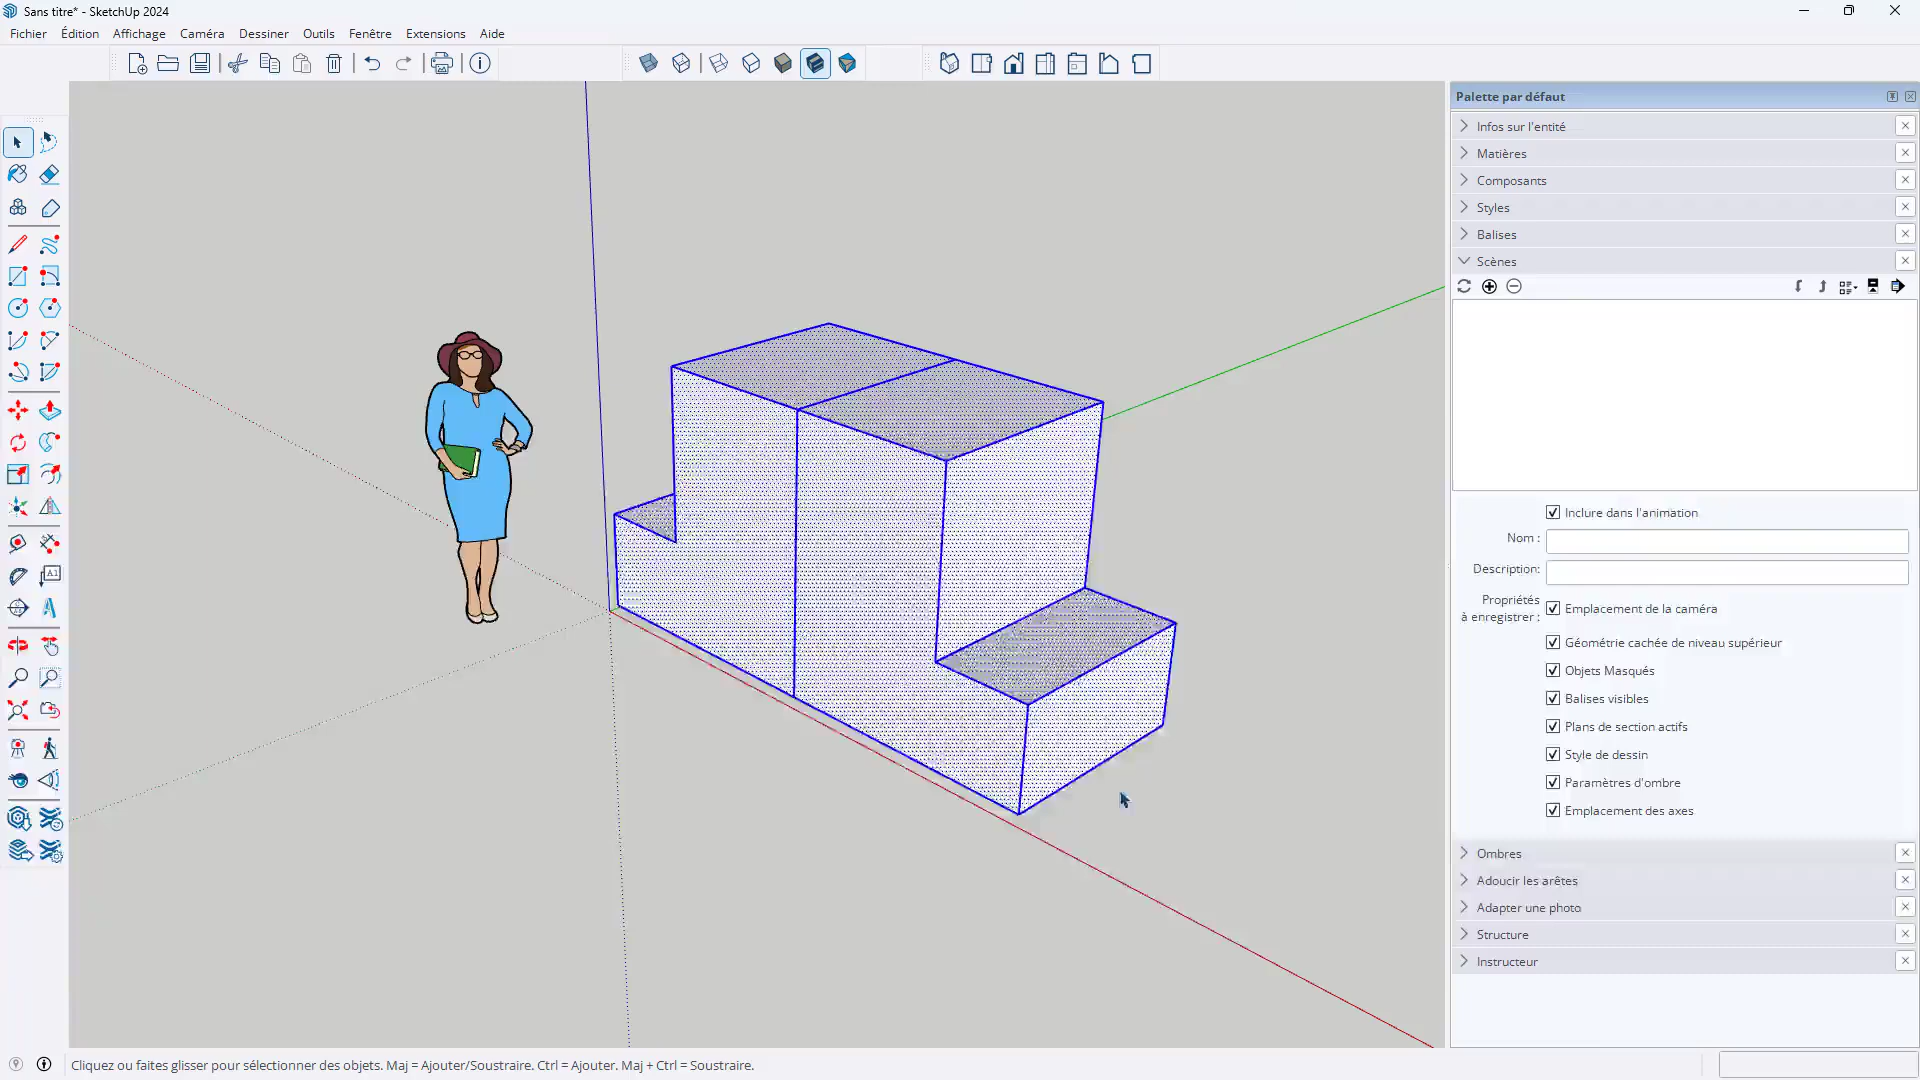 Sans titre* - SketchUp 2024
Fichier Édition Affichage Caméra Dessiner Outils Fenêtre Extensions Aide
Palette par défaut
Infos sur l'entité
Matières
Composants
Styles
Balises
Scènes
Inclure dans l'animation
Nom :
Description:
Propriétés
à enregistrer :
Emplacement de la caméra
Géométrie cachée de niveau supérieur
Objets Masqués
Balises visibles
Plans de section actifs
Style de dessin
Paramètres d'ombre
Emplacement des axes
Ombres
Adoucir les arêtes
Adapter une photo
Structure
Instructeur
A1
Cliquez ou faites glisser pour sélectionner des objets. Maj = Ajouter/Soustraire. Ctrl = Ajouter. Maj + Ctrl = Soustraire.